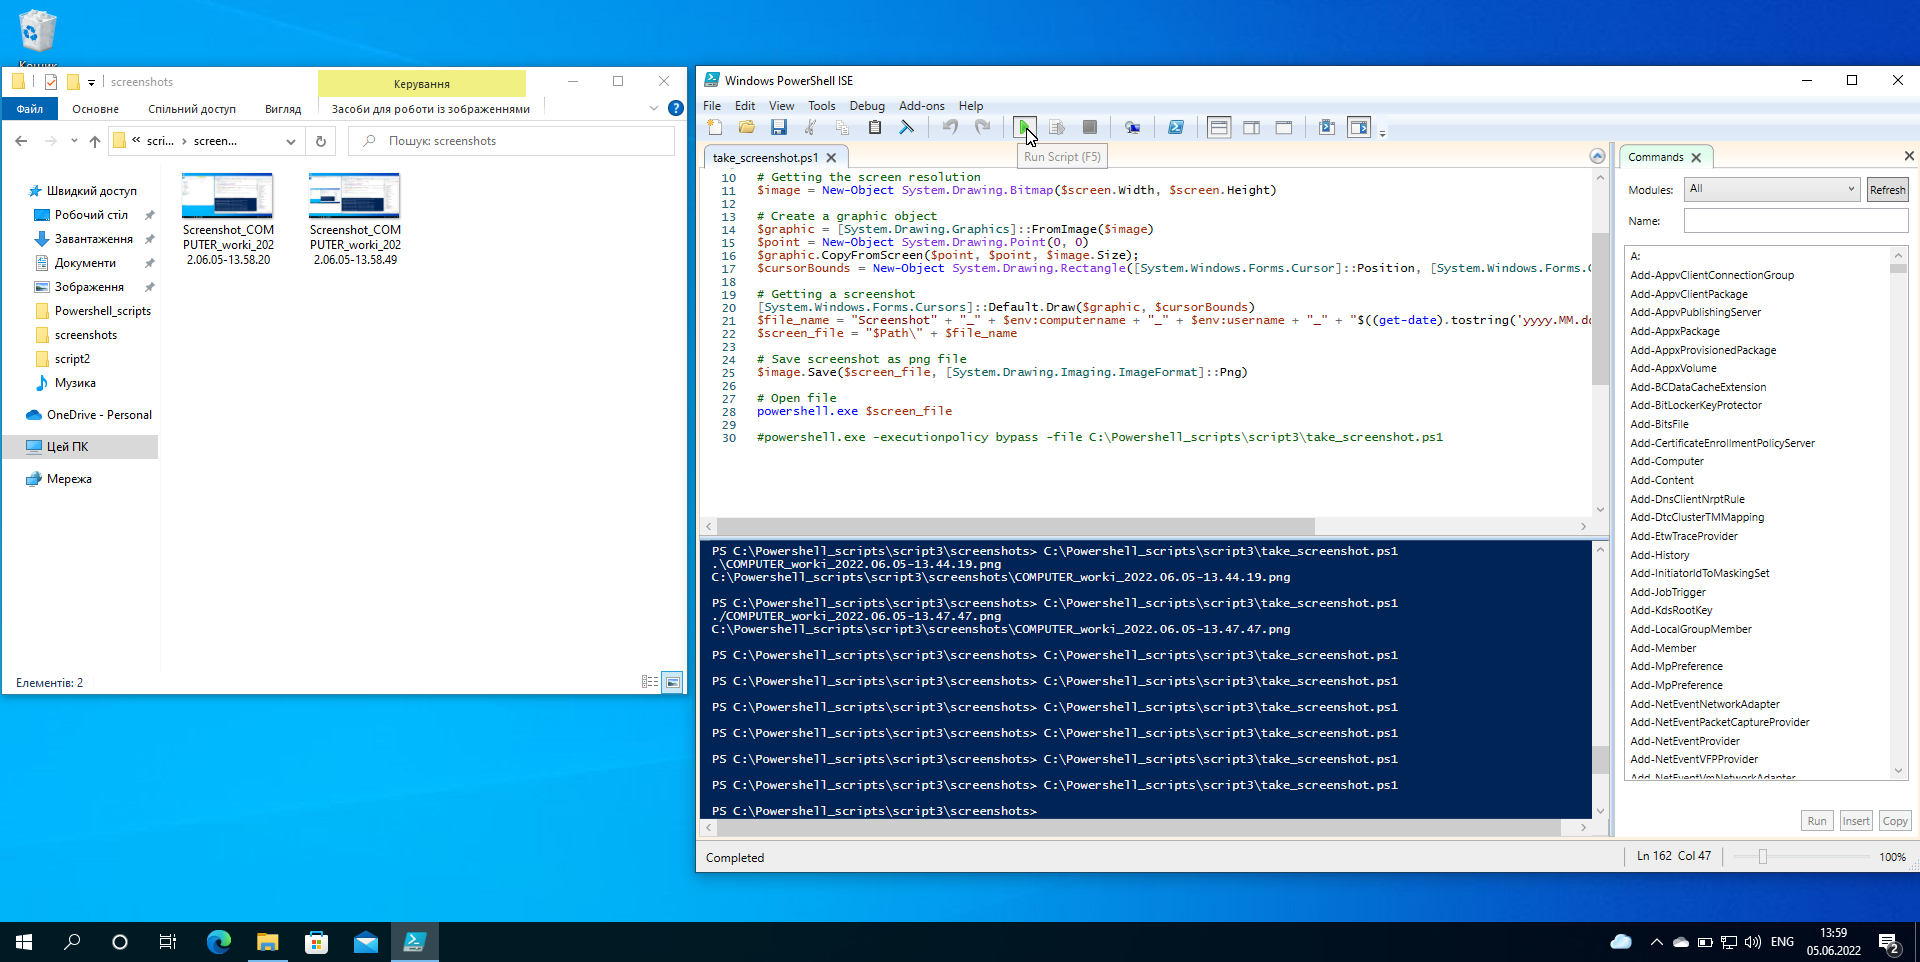 Кошик
screenshots
Керування
Файл
Основне
Спільний доступ
Вигляд
Засоби для роботи із зображеннями
« scri... › screen...
Пошук: screenshots
Швидкий доступ
Робочий стіл
Завантаження
Документи
Зображення
Powershell_scripts
screenshots
script2
Музика
OneDrive - Personal
Цей ПК
Мережа
Screenshot_COM
PUTER_worki_202
2.06.05-13.58.20
Screenshot_COM
PUTER_worki_202
2.06.05-13.58.49
Елементів: 2
Windows PowerShell ISE
File Edit View Tools Debug Add-ons Help
Run Script (F5)
take_screenshot.ps1
10 # Getting the screen resolution
11 $image = New-Object System.Drawing.Bitmap($screen.Width, $screen.Height)
12
13 # Create a graphic object
14 $graphic = [System.Drawing.Graphics]::FromImage($image)
15 $point = New-Object System.Drawing.Point(0, 0)
16 $graphic.CopyFromScreen($point, $point, $image.Size);
17 $cursorBounds = New-Object System.Drawing.Rectangle([System.Windows.Forms.Cursor]::Position, [System.Windows.Forms.C
18
19 # Getting a screenshot
20 [System.Windows.Forms.Cursors]::Default.Draw($graphic, $cursorBounds)
21 $file_name = "Screenshot" + "_" + $env:computername + "_" + $env:username + "_" + "$((get-date).tostring('yyyy.MM.dd
22 $screen_file = "$Path\" + $file_name
23
24 # Save screenshot as png file
25 $image.Save($screen_file, [System.Drawing.Imaging.ImageFormat]::Png)
26
27 # Open file
28 powershell.exe $screen_file
29
30 #powershell.exe -executionpolicy bypass -file C:\Powershell_scripts\script3\take_screenshot.ps1
PS C:\Powershell_scripts\script3\screenshots> C:\Powershell_scripts\script3\take_screenshot.ps1
.\COMPUTER_worki_2022.06.05-13.44.19.png
C:\Powershell_scripts\script3\screenshots\COMPUTER_worki_2022.06.05-13.44.19.png
PS C:\Powershell_scripts\script3\screenshots> C:\Powershell_scripts\script3\take_screenshot.ps1
./COMPUTER_worki_2022.06.05-13.47.47.png
C:\Powershell_scripts\script3\screenshots\COMPUTER_worki_2022.06.05-13.47.47.png
PS C:\Powershell_scripts\script3\screenshots> C:\Powershell_scripts\script3\take_screenshot.ps1
PS C:\Powershell_scripts\script3\screenshots> C:\Powershell_scripts\script3\take_screenshot.ps1
PS C:\Powershell_scripts\script3\screenshots> C:\Powershell_scripts\script3\take_screenshot.ps1
PS C:\Powershell_scripts\script3\screenshots> C:\Powershell_scripts\script3\take_screenshot.ps1
PS C:\Powershell_scripts\script3\screenshots> C:\Powershell_scripts\script3\take_screenshot.ps1
PS C:\Powershell_scripts\script3\screenshots> C:\Powershell_scripts\script3\take_screenshot.ps1
PS C:\Powershell_scripts\script3\screenshots>
Completed
Ln 162 Col 47
100%
Commands
Modules: All Refresh
Name:
A:
Add-AppvClientConnectionGroup
Add-AppvClientPackage
Add-AppvPublishingServer
Add-AppxPackage
Add-AppxProvisionedPackage
Add-AppxVolume
Add-BCDataCacheExtension
Add-BitLockerKeyProtector
Add-BitsFile
Add-CertificateEnrollmentPolicyServer
Add-Computer
Add-Content
Add-DnsClientNrptRule
Add-DtcClusterTMMapping
Add-EtwTraceProvider
Add-History
Add-InitiatorIdToMaskingSet
Add-JobTrigger
Add-KdsRootKey
Add-LocalGroupMember
Add-Member
Add-MpPreference
Add-MpPreference
Add-NetEventNetworkAdapter
Add-NetEventPacketCaptureProvider
Add-NetEventProvider
Add-NetEventVFPProvider
Add-NetEventVmNetworkAdapter
Run Insert Copy
ENG
13:59
05.06.2022
2